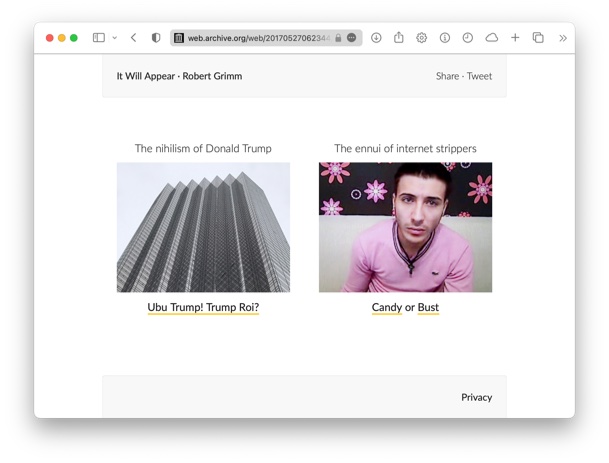 web.archive.org/web/20170527062344
It Will Appear · Robert Grimm
Share · Tweet
The nihilism of Donald Trump
The ennui of internet strippers
Ubu Trump! Trump Roi?
Candy or Bust
Privacy